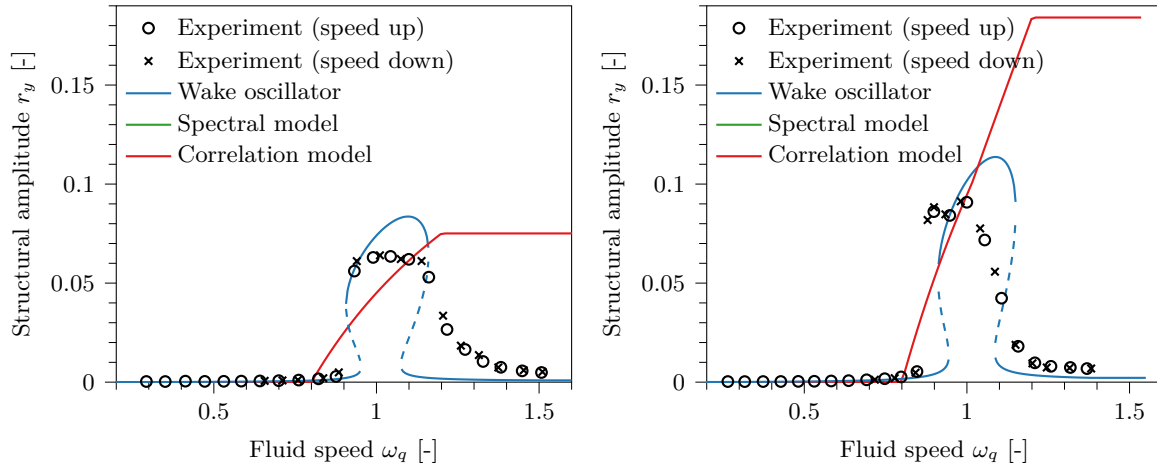 Experiment (speed up)
Experiment (speed down)
Wake oscillator
Spectral model
Correlation model
0.15
0.1
0.05
0
0.5
1
1.5
Structural amplitude r_y [-]
Fluid speed ω_q [-]
Experiment (speed up)
Experiment (speed down)
Wake oscillator
Spectral model
Correlation model
0.15
0.1
0.05
0
0.5
1
1.5
Structural amplitude r_y [-]
Fluid speed ω_q [-]